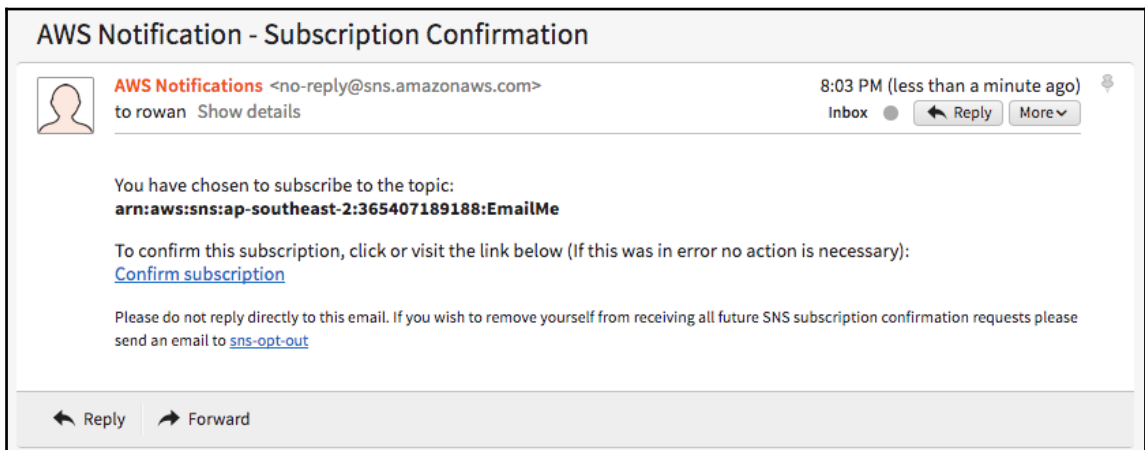 AWS Notification - Subscription Confirmation
AWS Notifications <no-reply@sns.amazonaws.com>
8:03 PM (less than a minute ago)
to rowan Show details
Inbox Reply More
You have chosen to subscribe to the topic:
arn:aws:sns:ap-southeast-2:365407189188:EmailMe
To confirm this subscription, click or visit the link below (If this was in error no action is necessary):
Confirm subscription
Please do not reply directly to this email. If you wish to remove yourself from receiving all future SNS subscription confirmation requests please
send an email to sns-opt-out
Reply Forward